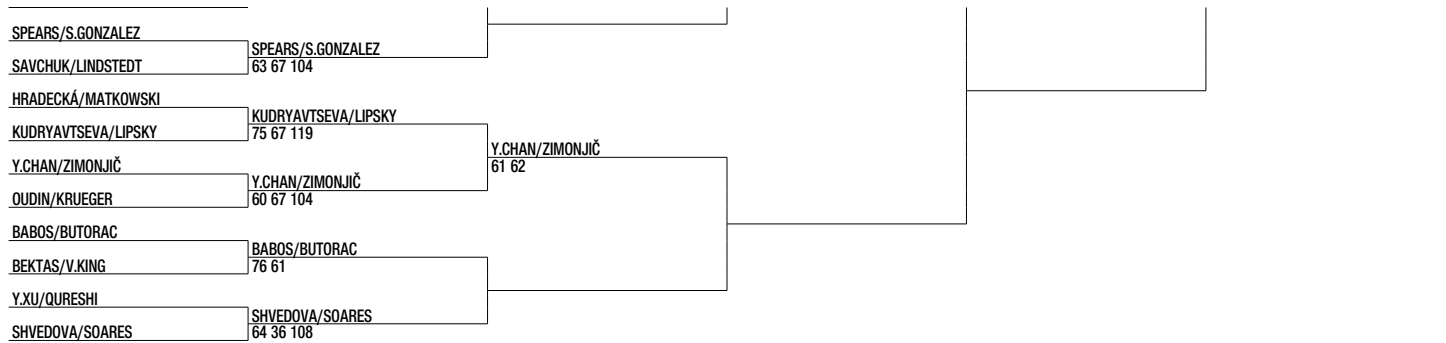 SPEARS/S.GONZALEZ
SPEARS/S.GONZALEZ
SAVCHUK/LINDSTEDT
63 67 104
HRADECKÁ/MATKOWSKI
KUDRYAVTSEVA/LIPSKY
KUDRYAVTSEVA/LIPSKY
75 67 119
Y.CHAN/ZIMONJIČ
Y.CHAN/ZIMONJIČ
61 62
Y.CHAN/ZIMONJIČ
OUDIN/KRUEGER
60 67 104
BABOS/BUTORAC
BABOS/BUTORAC
BEKTAS/V.KING
76 61
Y.XU/QURESHI
SHVEDOVA/SOARES
SHVEDOVA/SOARES
64 36 108